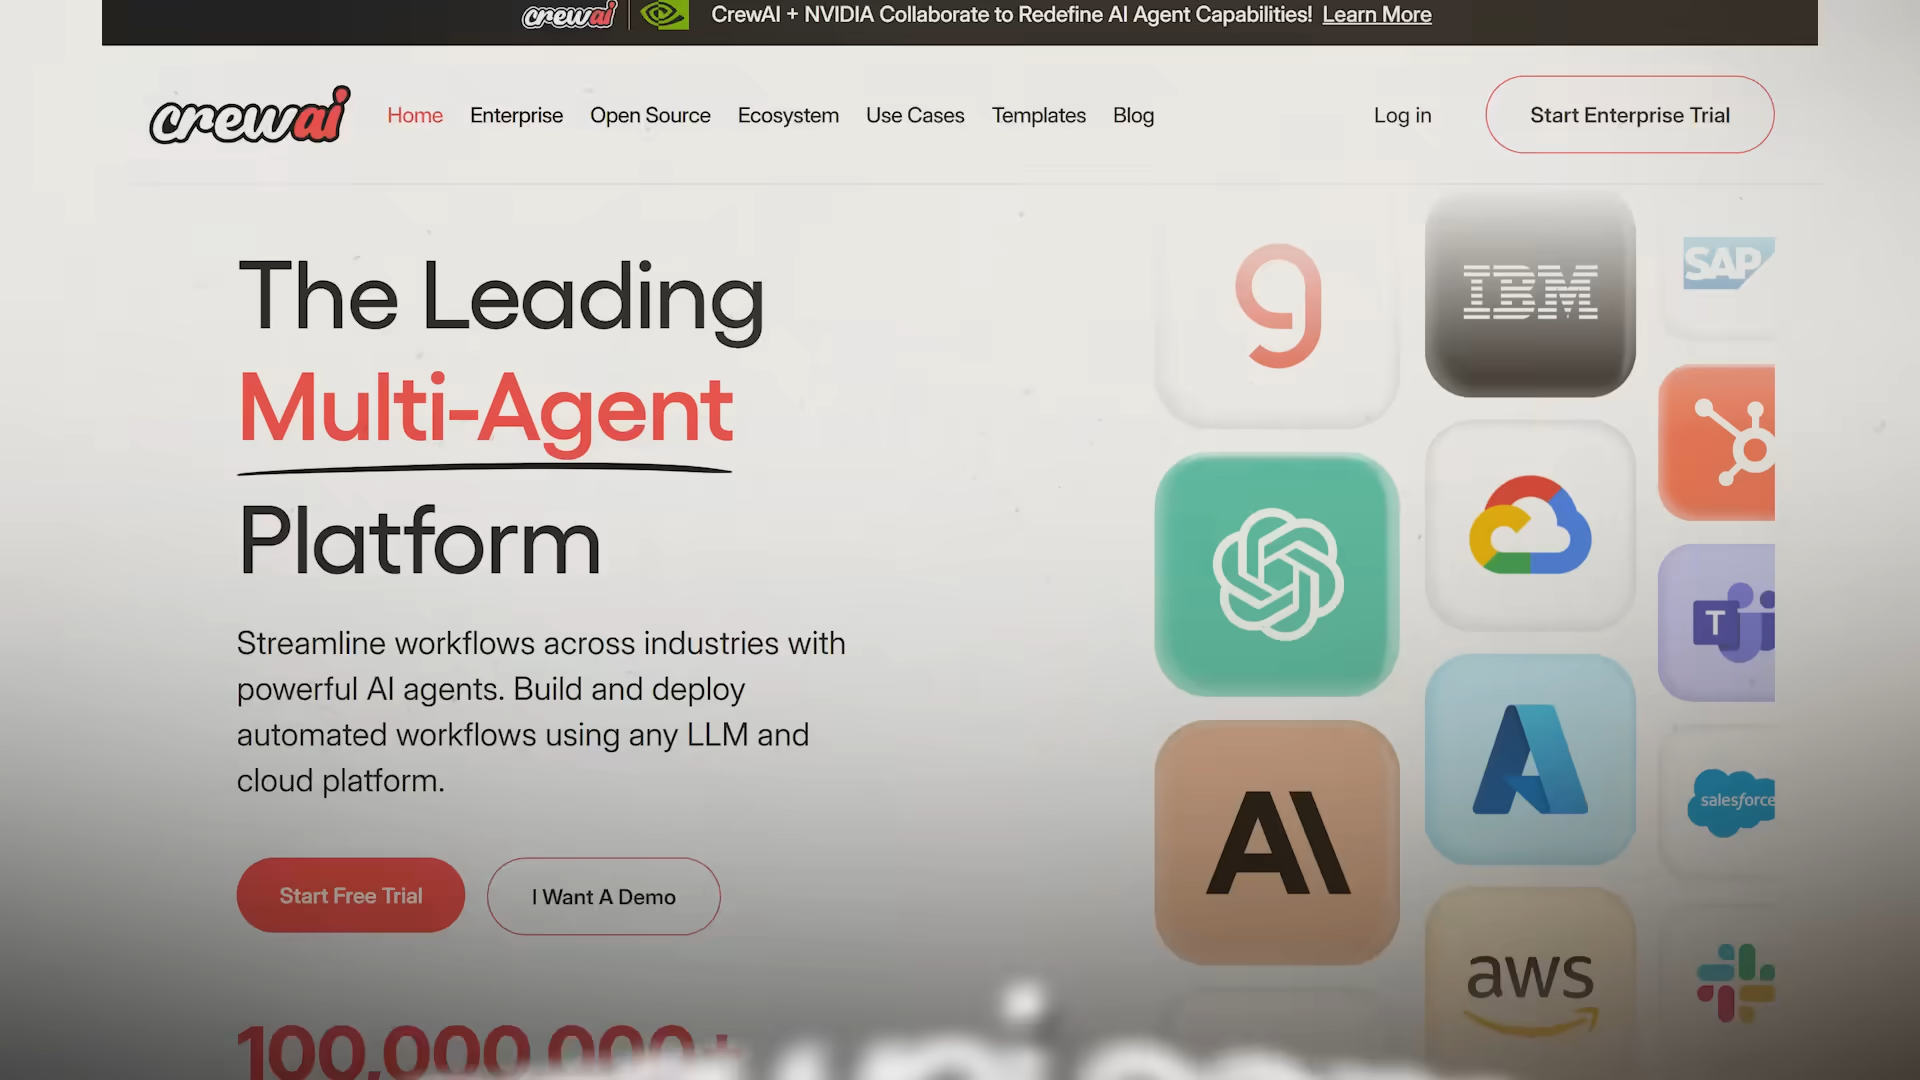 crewai CrewAI + NVIDIA Collaborate to Redefine AI Agent Capabilities! Learn More
crewai Home Enterprise Open Source Ecosystem Use Cases Templates Blog Log in Start Enterprise Trial
The Leading
Multi-Agent
Platform
Streamline workflows across industries with
powerful AI agents. Build and deploy
automated workflows using any LLM and
cloud platform.
Start Free Trial I Want A Demo
100,000,000+
g
IBM
SAP
T
AI
salesforce
aws